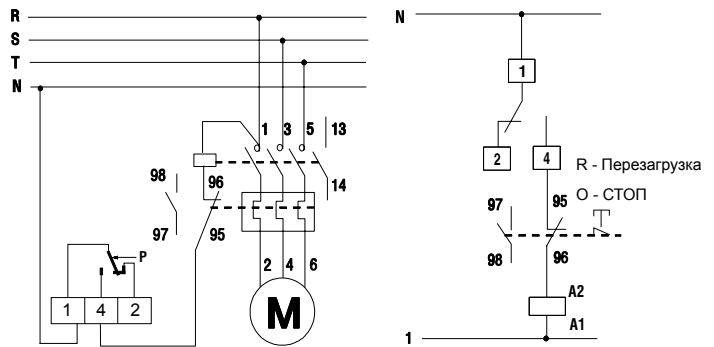 R
S
T
N
1 3 5 13
14
98 96
97 95
P
1 4 2
2 4 6
M
N
1
2 4
R - Перезагрузка
O - СТОП
97 95
98 96
A2
A1
1